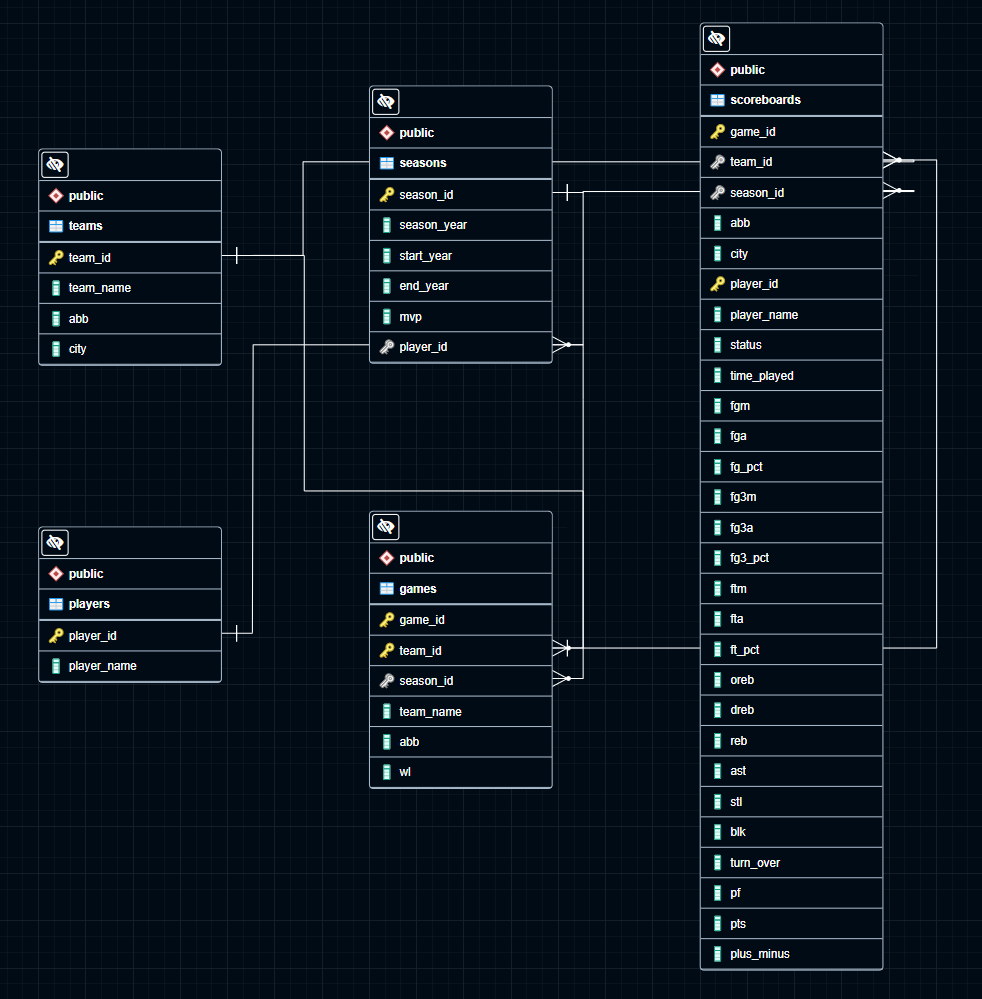 public
teams
team_id
team_name
abb
city
public
players
player_id
player_name
public
seasons
season_id
season_year
start_year
end_year
mvp
player_id
public
games
game_id
team_id
season_id
team_name
abb
wl
public
scoreboards
game_id
team_id
season_id
abb
city
player_id
player_name
status
time_played
fgm
fga
fg_pct
fg3m
fg3a
fg3_pct
ftm
fta
ft_pct
oreb
dreb
reb
ast
stl
blk
turn_over
pf
pts
plus_minus